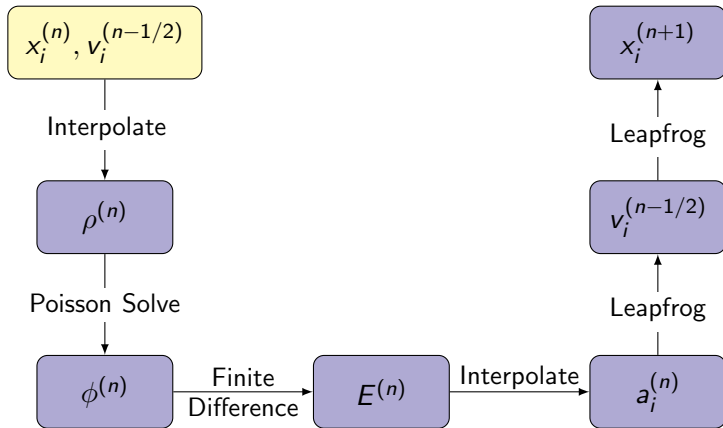 x_i^{(n)}, v_i^{(n-1/2)}
Interpolate
ρ^{(n)}
Poisson Solve
ϕ^{(n)}
Finite
Difference
E^{(n)}
Interpolate
a_i^{(n)}
Leapfrog
v_i^{(n-1/2)}
Leapfrog
x_i^{(n+1)}